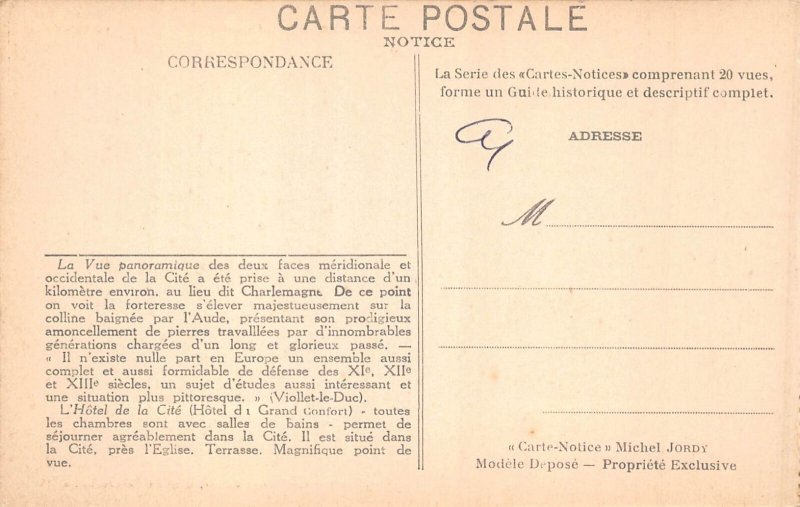 CARTE POSTALE
NOTICE
CORRESPONDANCE
La Vue panoramique des deux faces méridionale et
occidentale de la Cité a été prise à une distance d'un
kilomètre environ, au lieu dit Charlemagne. De ce point
on voit la forteresse s'élever majestueusement sur la
colline baignée par l'Aude, présentant son prodigieux
amoncellement de pierres travaillées par d'innombrables
générations chargées d'un long et glorieux passé. —
« Il n'existe nulle part en Europe un ensemble aussi
complet et aussi formidable de défense des XIe, XIIe
et XIIIe siècles, un sujet d'études aussi intéressant et
une situation plus pittoresque. » (Viollet-le-Duc).
L'Hôtel de la Cité (Hôtel du Grand Confort) - toutes
les chambres sont avec salles de bains - permet de
séjourner agréablement dans la Cité. Il est situé dans
la Cité, près l'Eglise. Terrasse. Magnifique point de
vue.
La Serie des «Cartes-Notices» comprenant 20 vues,
forme un Guide historique et descriptif complet.
ADRESSE
M
« Carte-Notice » Michel JORDY
Modèle Deposé — Propriété Exclusive